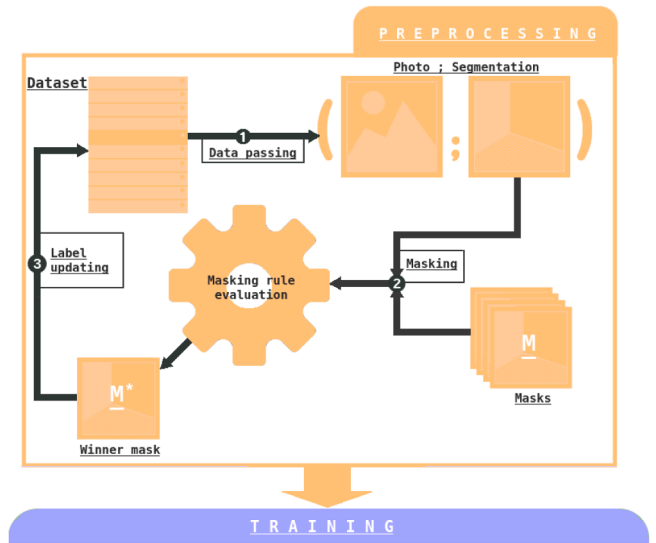 PREPROCESSING
Photo ; Segmentation
Dataset
1
Data passing
( ; )
Label
updating
3
Masking rule
evaluation
Masking
2
M
Masks
M*
Winner mask
TRAINING